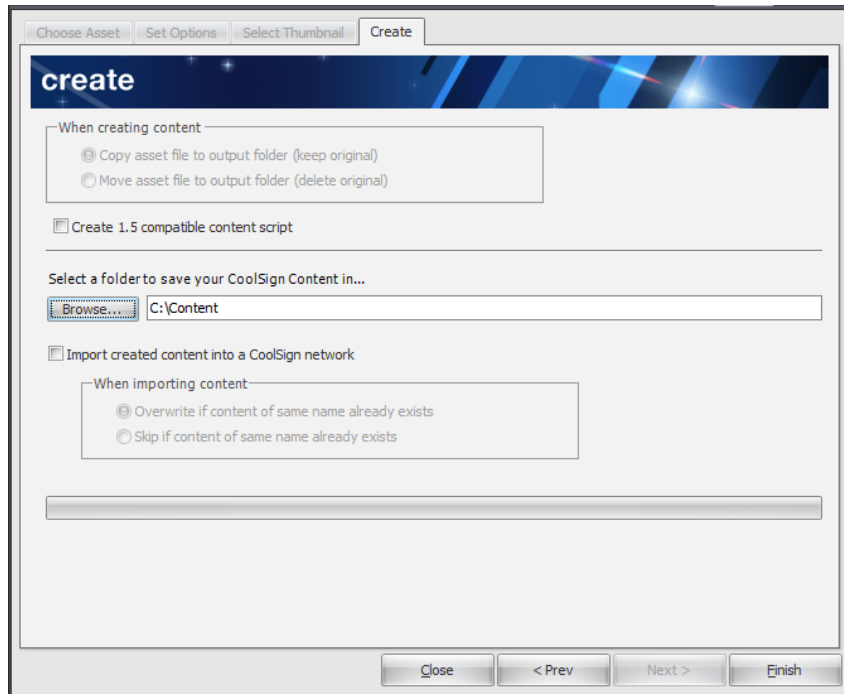 Choose Asset Set Options Select Thumbnail Create
create
When creating content
Copy asset file to output folder (keep original)
Move asset file to output folder (delete original)
Create 1.5 compatible content script
Select a folder to save your CoolSign Content in...
Browse... C:\Content
Import created content into a CoolSign network
When importing content
Overwrite if content of same name already exists
Skip if content of same name already exists
Close < Prev Next > Finish